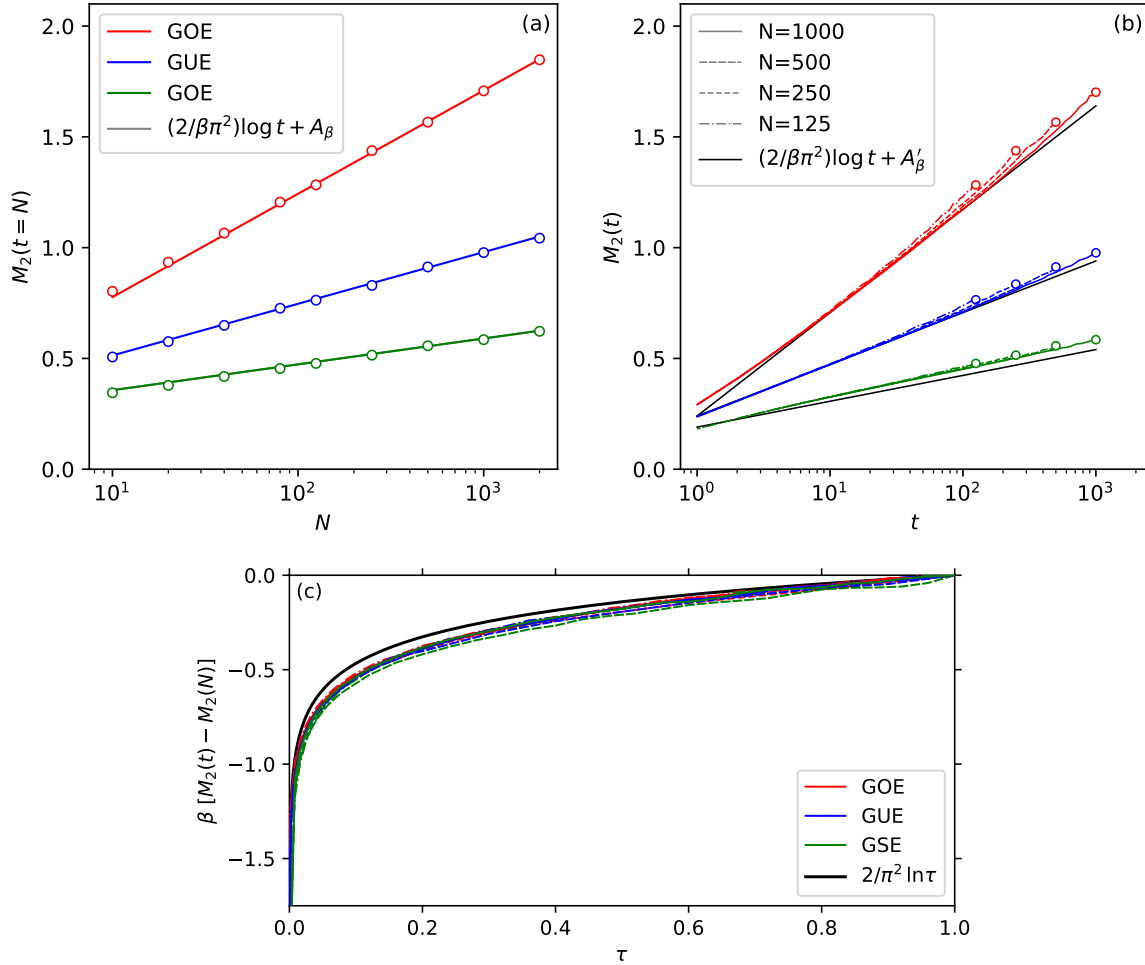 (a)
GOE
GUE
GOE
(2/βπ²)log t + A_β
M₂(t = N)
2.0
1.5
1.0
0.5
0.0
10¹ 10² 10³
N
(b)
N=1000
N=500
N=250
N=125
(2/βπ²)log t + A′_β
M₂(t)
2.0
1.5
1.0
0.5
0.0
10⁰ 10¹ 10² 10³
t
(c)
β [M₂(t) − M₂(N)]
0.0
−0.5
−1.0
−1.5
GOE
GUE
GSE
2/π² lnτ
0.0 0.2 0.4 0.6 0.8 1.0
τ